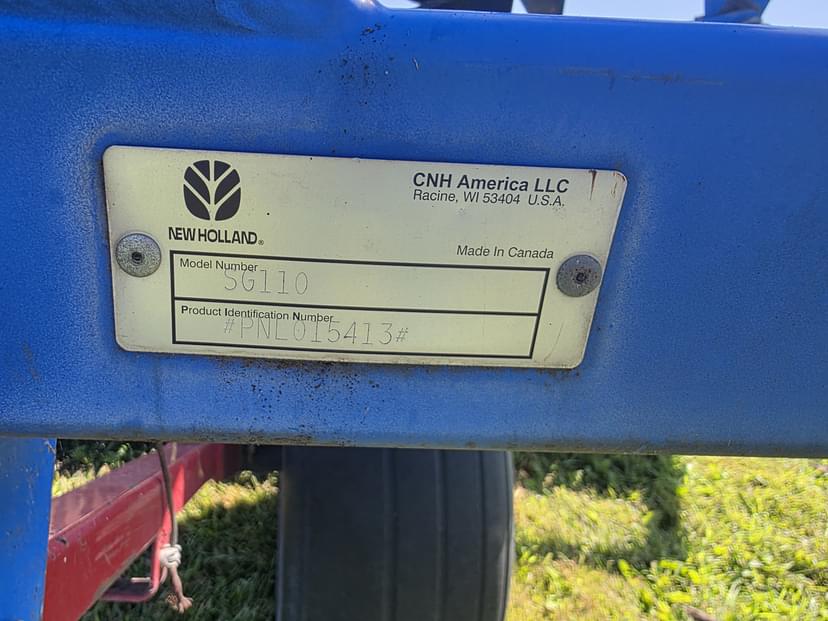 NEW HOLLAND®
CNH America LLC
Racine, WI 53404 U.S.A.
Made In Canada
Model Number
SG110
Product Identification Number
#PNL015413#